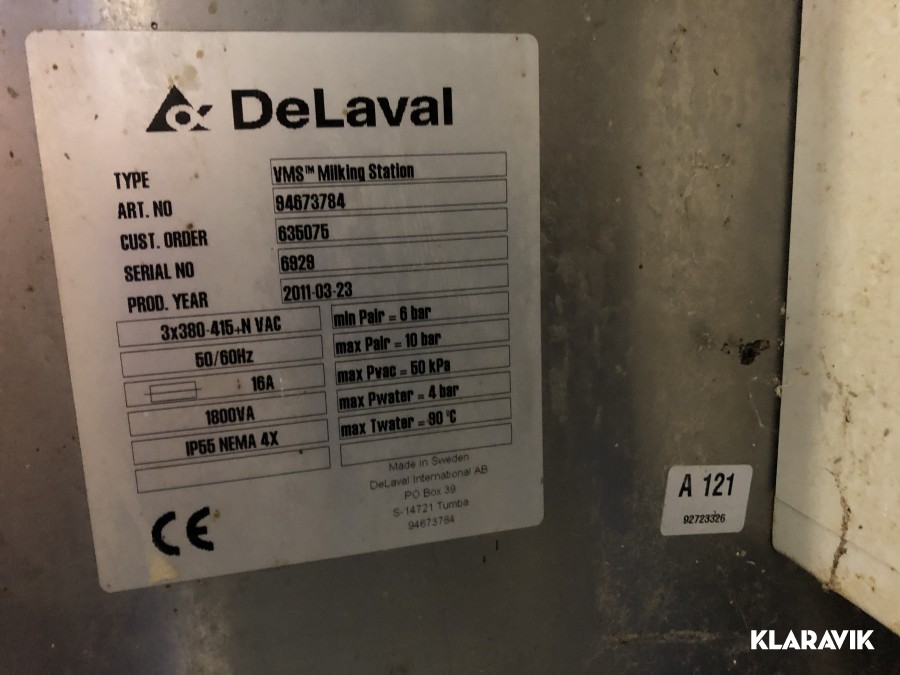 DeLaval
TYPE VMS™ Milking Station
ART. NO 94673784
CUST. ORDER 635075
SERIAL NO 6929
PROD. YEAR 2011-03-23
3x380-415+N VAC
50/60Hz
16A
1800VA
IP55 NEMA 4X
min Pair = 6 bar
max Pair = 10 bar
max Pvac = 50 kPa
max Pwater = 4 bar
max Twater = 90 °C
Made in Sweden
DeLaval International AB
PO Box 39
S-14721 Tumba
94673784
CE
A 121
92723326
KLARAVIK